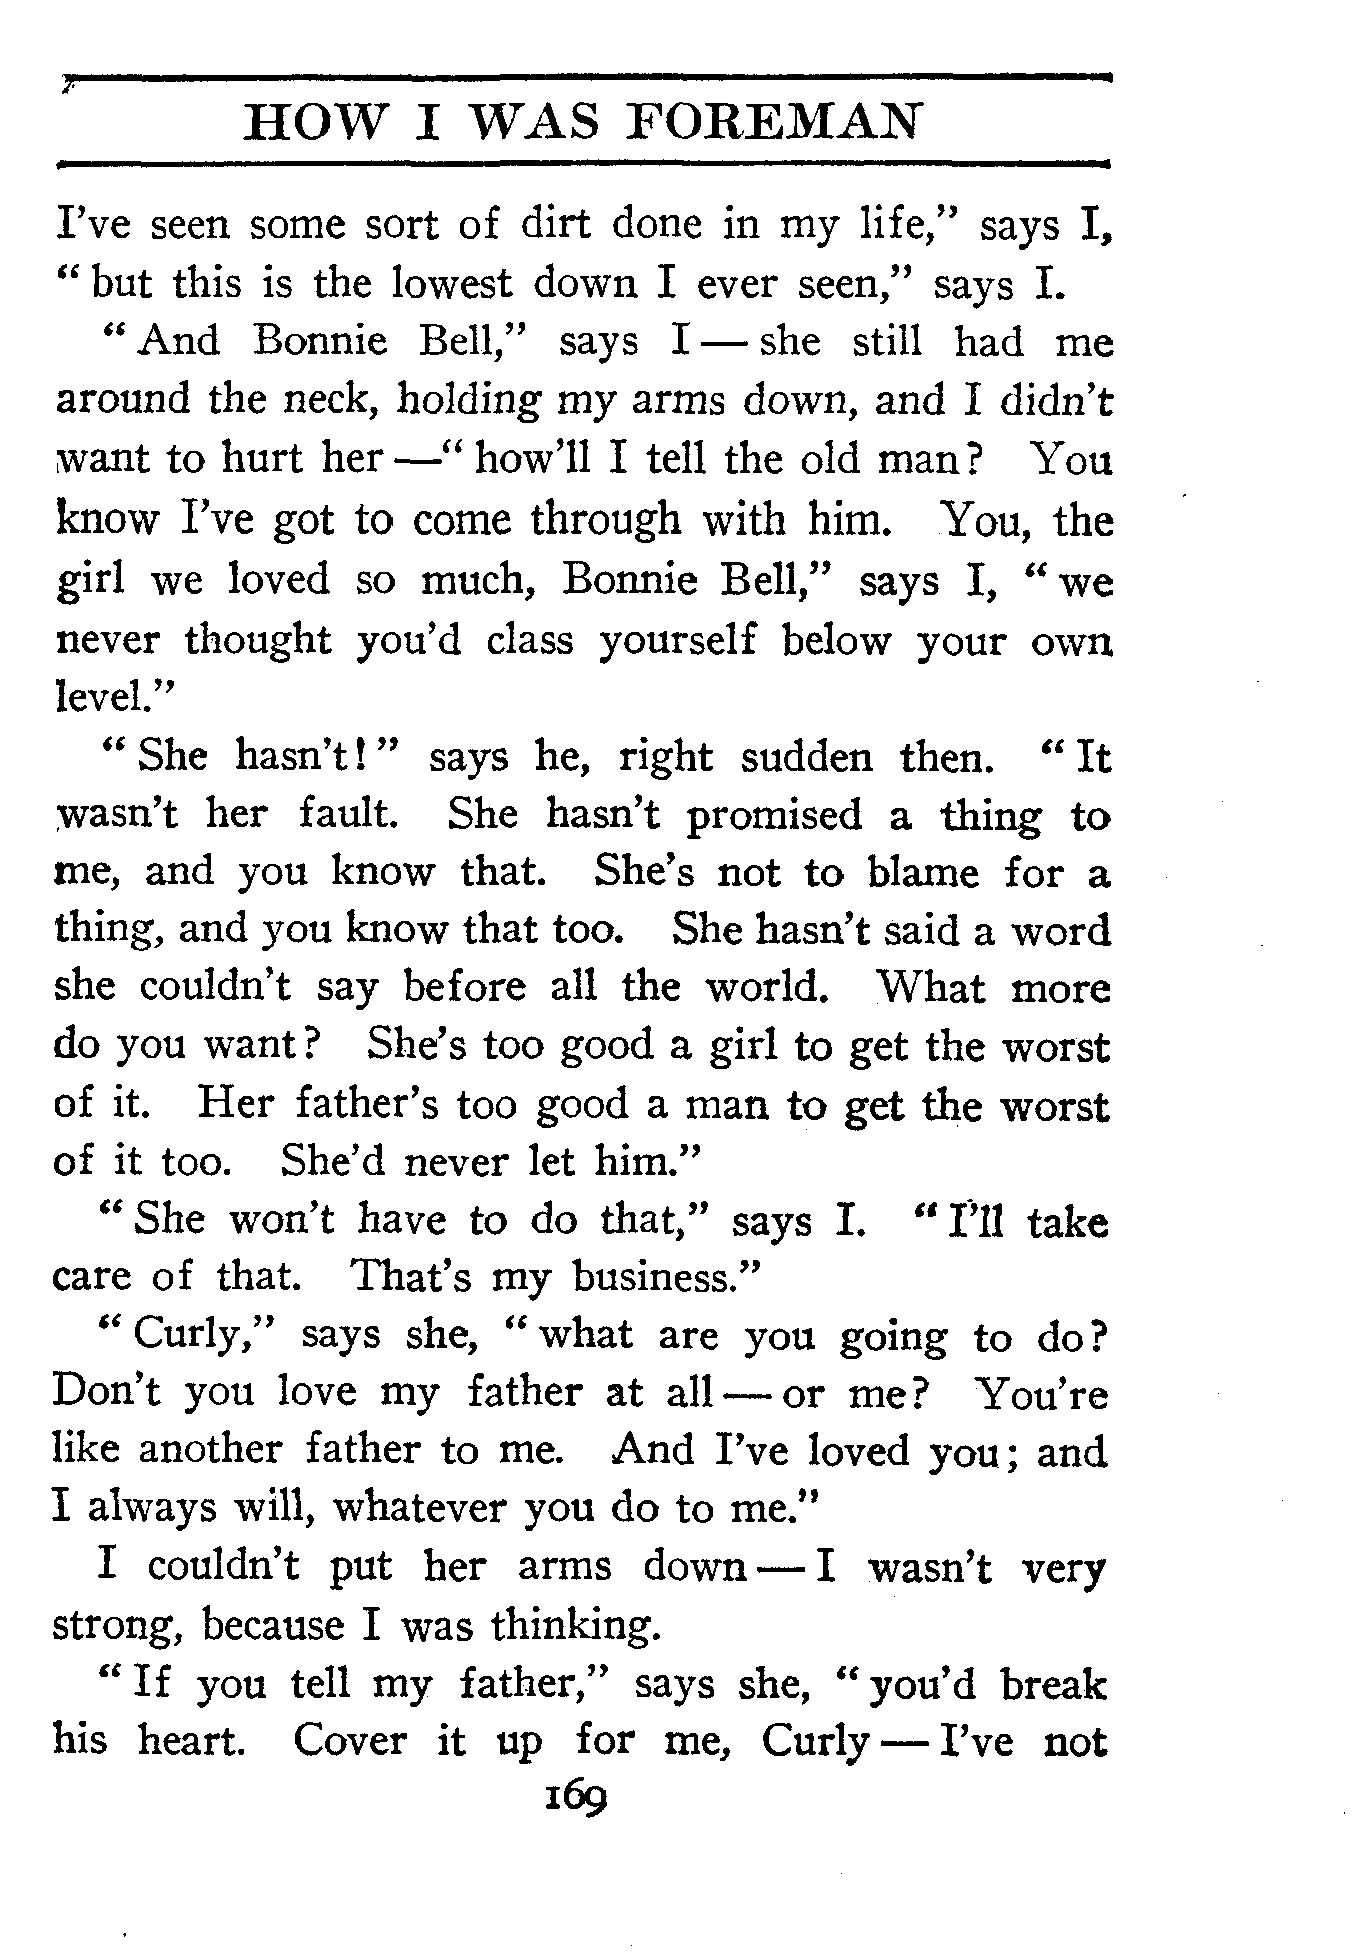 HOW I WAS FOREMAN
I've seen some sort of dirt done in my life," says I,
"but this is the lowest down I ever seen," says I.
"And Bonnie Bell," says I — she still had me
around the neck, holding my arms down, and I didn't
want to hurt her —" how'll I tell the old man? You
know I've got to come through with him. You, the
girl we loved so much, Bonnie Bell," says I, "we
never thought you'd class yourself below your own
level."
"She hasn't!" says he, right sudden then. "It
wasn't her fault. She hasn't promised a thing to
me, and you know that. She's not to blame for a
thing, and you know that too. She hasn't said a word
she couldn't say before all the world. What more
do you want? She's too good a girl to get the worst
of it. Her father's too good a man to get the worst
of it too. She'd never let him."
"She won't have to do that," says I. "I'll take
care of that. That's my business."
"Curly," says she, "what are you going to do?
Don't you love my father at all — or me? You're
like another father to me. And I've loved you; and
I always will, whatever you do to me."
I couldn't put her arms down — I wasn't very
strong, because I was thinking.
"If you tell my father," says she, "you'd break
his heart. Cover it up for me, Curly — I've not
169